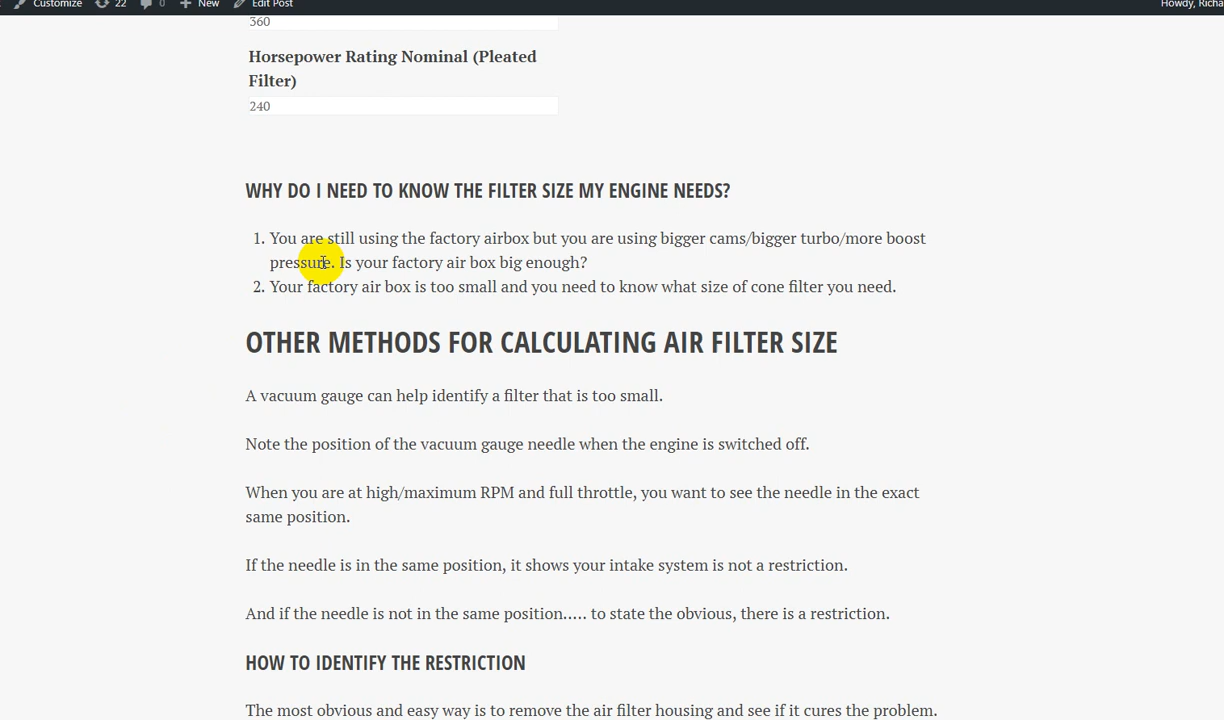 Customize 22 0 New Edit Post Howdy, Richa
360
Horsepower Rating Nominal (Pleated
Filter)
240
WHY DO I NEED TO KNOW THE FILTER SIZE MY ENGINE NEEDS?
1. You are still using the factory airbox but you are using bigger cams/bigger turbo/more boost
pressure. Is your factory air box big enough?
2. Your factory air box is too small and you need to know what size of cone filter you need.
OTHER METHODS FOR CALCULATING AIR FILTER SIZE
A vacuum gauge can help identify a filter that is too small.
Note the position of the vacuum gauge needle when the engine is switched off.
When you are at high/maximum RPM and full throttle, you want to see the needle in the exact
same position.
If the needle is in the same position, it shows your intake system is not a restriction.
And if the needle is not in the same position..... to state the obvious, there is a restriction.
HOW TO IDENTIFY THE RESTRICTION
The most obvious and easy way is to remove the air filter housing and see if it cures the problem.